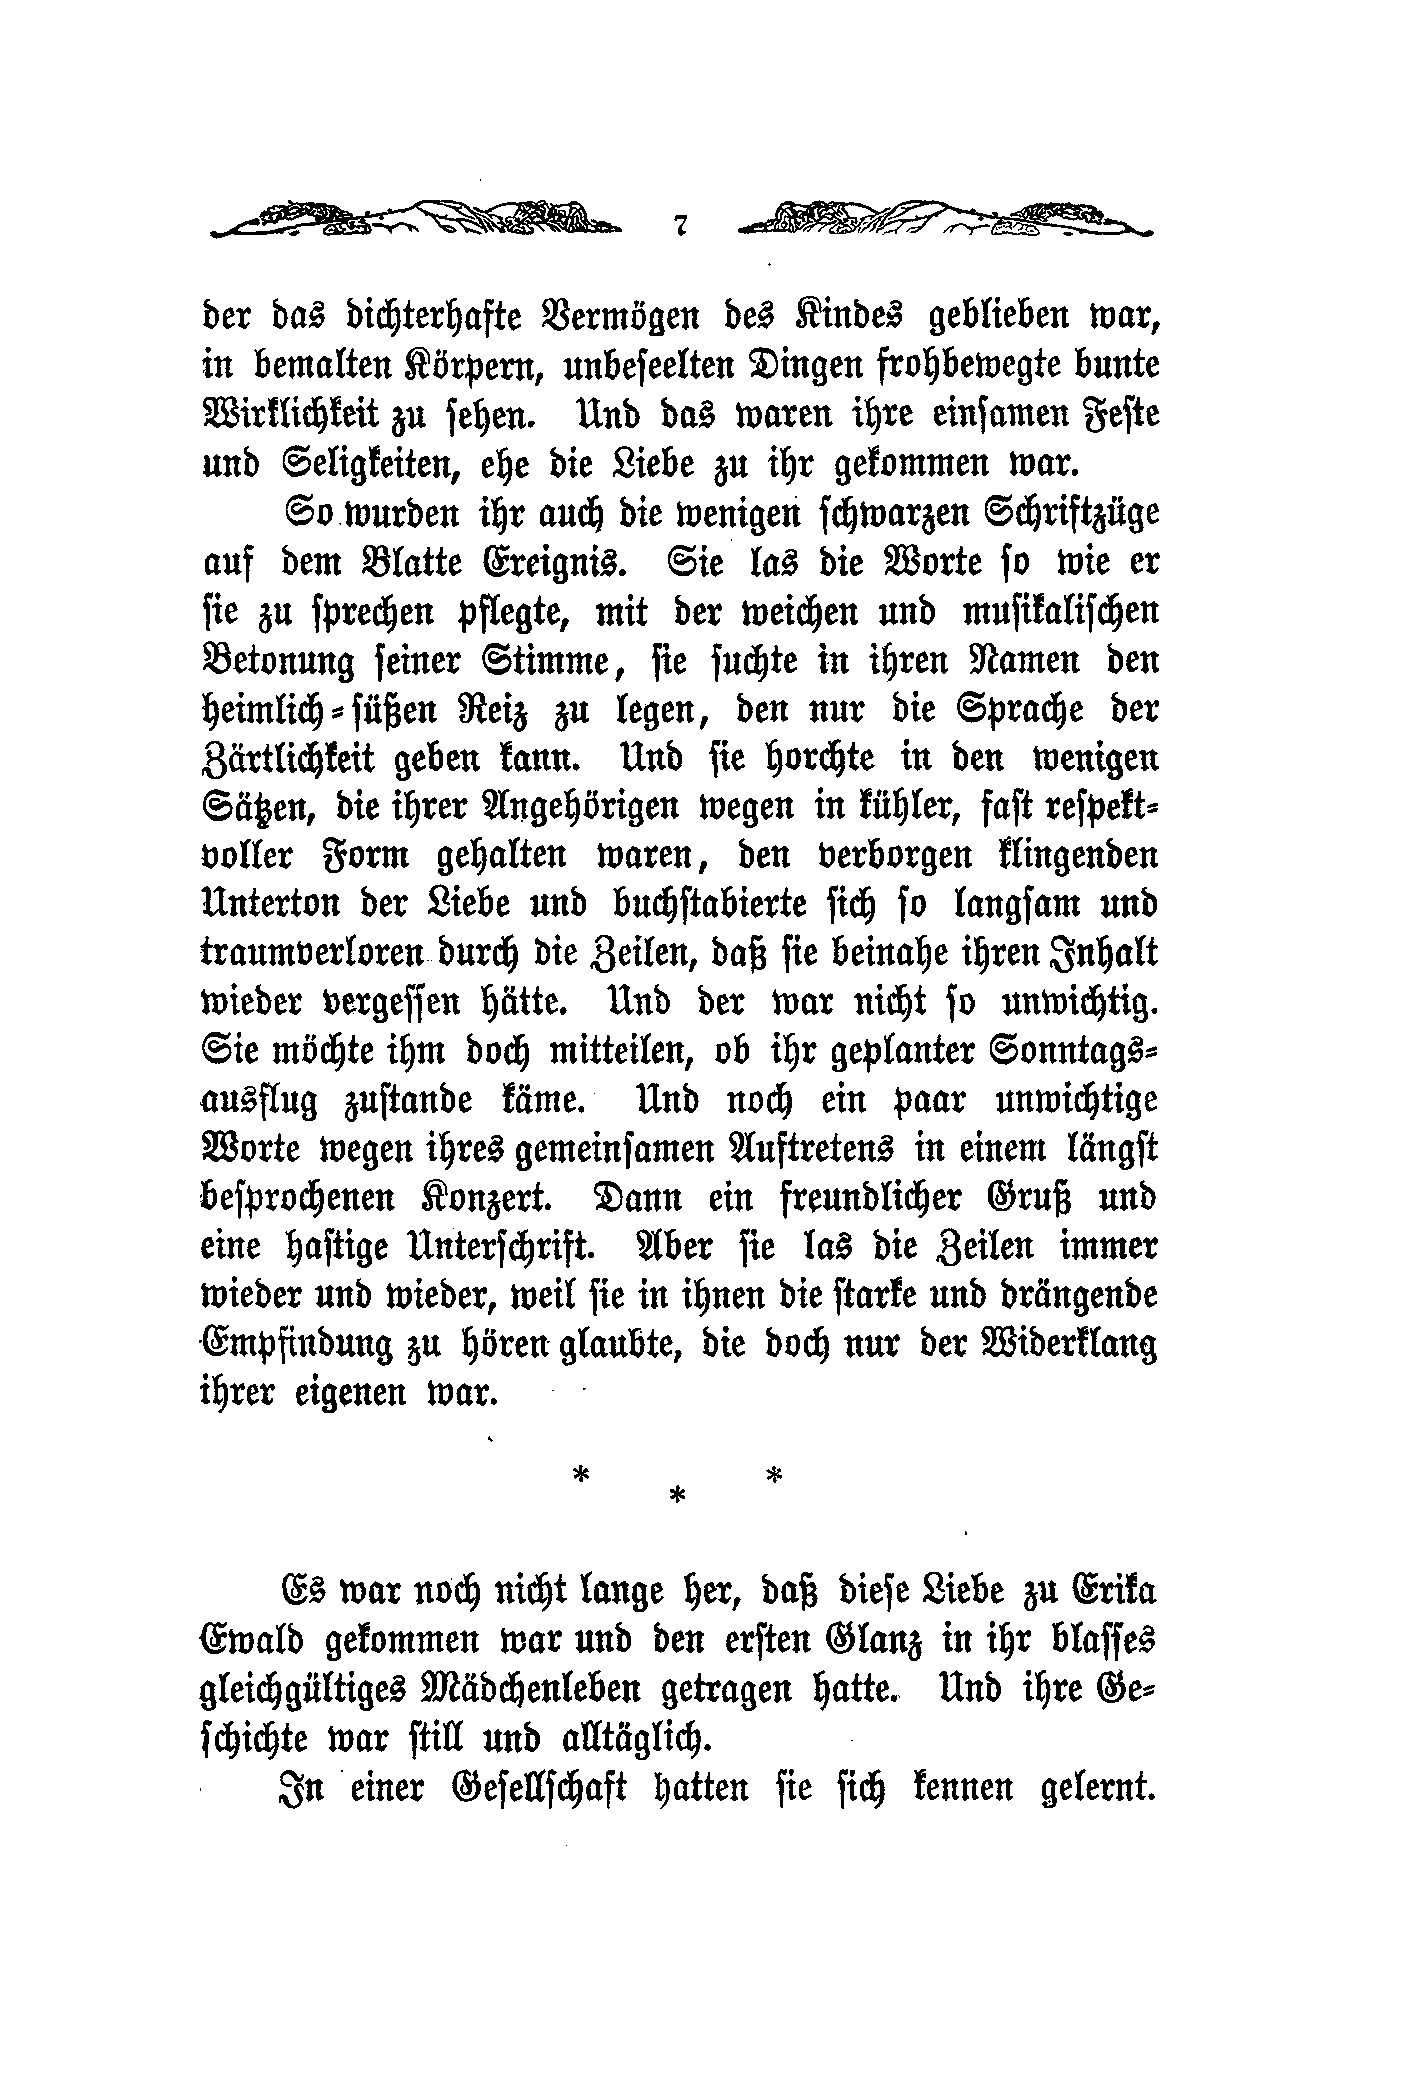 7
der das dichterhafte Vermögen des Kindes geblieben war,
in bemalten Körpern, unbeseelten Dingen frohbewegte bunte
Wirklichkeit zu sehen. Und das waren ihre einsamen Feste
und Seligkeiten, ehe die Liebe zu ihr gekommen war.
So wurden ihr auch die wenigen schwarzen Schriftzüge
auf dem Blatte Ereignis. Sie las die Worte so wie er
sie zu sprechen pflegte, mit der weichen und musikalischen
Betonung seiner Stimme, sie suchte in ihren Namen den
heimlich-süßen Reiz zu legen, den nur die Sprache der
Zärtlichkeit geben kann. Und sie horchte in den wenigen
Sätzen, die ihrer Angehörigen wegen in kühler, fast respekt-
voller Form gehalten waren, den verborgen klingenden
Unterton der Liebe und buchstabierte sich so langsam und
traumverloren durch die Zeilen, daß sie beinahe ihren Inhalt
wieder vergessen hätte. Und der war nicht so unwichtig.
Sie möchte ihm doch mitteilen, ob ihr geplanter Sonntags-
ausflug zustande käme. Und noch ein paar unwichtige
Worte wegen ihres gemeinsamen Auftretens in einem längst
besprochenen Konzert. Dann ein freundlicher Gruß und
eine hastige Unterschrift. Aber sie las die Zeilen immer
wieder und wieder, weil sie in ihnen die starke und drängende
Empfindung zu hören glaubte, die doch nur der Widerklang
ihrer eigenen war.
* * *
Es war noch nicht lange her, daß diese Liebe zu Erika
Ewald gekommen war und den ersten Glanz in ihr blasses
gleichgültiges Mädchenleben getragen hatte. Und ihre Ge-
schichte war still und alltäglich.
In einer Gesellschaft hatten sie sich kennen gelernt.